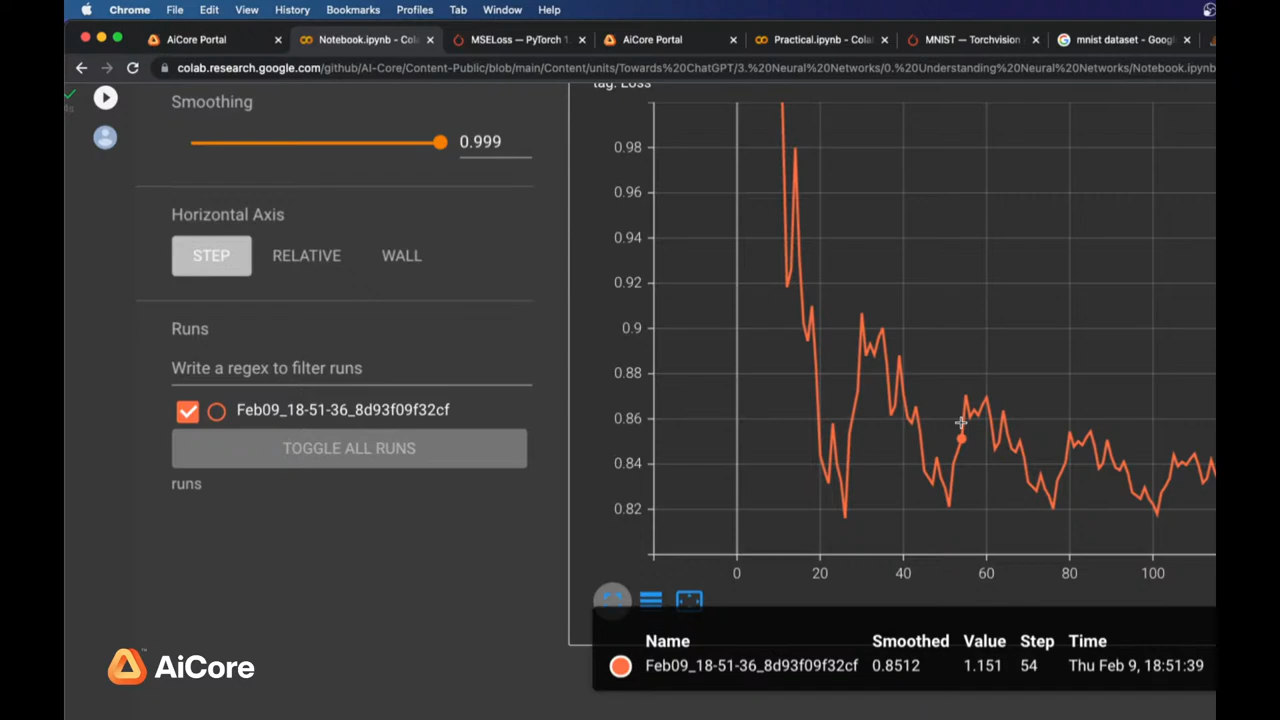 Chrome File Edit View History Bookmarks Profiles Tab Window Help
AiCore Portal × Notebook.ipynb - Cola × MSELoss — PyTorch 1. × AiCore Portal × Practical.ipynb - Colab × MNIST — Torchvision × mnist dataset - Googl ×
colab.research.google.com/github/AI-Core/Content-Public/blob/main/Content/units/Towards%20ChatGPT/3.%20Neural%20Networks/0.%20Understanding%20Neural%20Networks/Notebook.ipynb
tag: Loss
Smoothing
0.999
Horizontal Axis
STEP RELATIVE WALL
Runs
Write a regex to filter runs
Feb09_18-51-36_8d93f09f32cf
TOGGLE ALL RUNS
runs
0.98
0.96
0.94
0.92
0.9
0.88
0.86
0.84
0.82
0 20 40 60 80 100
Name Smoothed Value Step Time
Feb09_18-51-36_8d93f09f32cf 0.8512 1.151 54 Thu Feb 9, 18:51:39
AiCore™